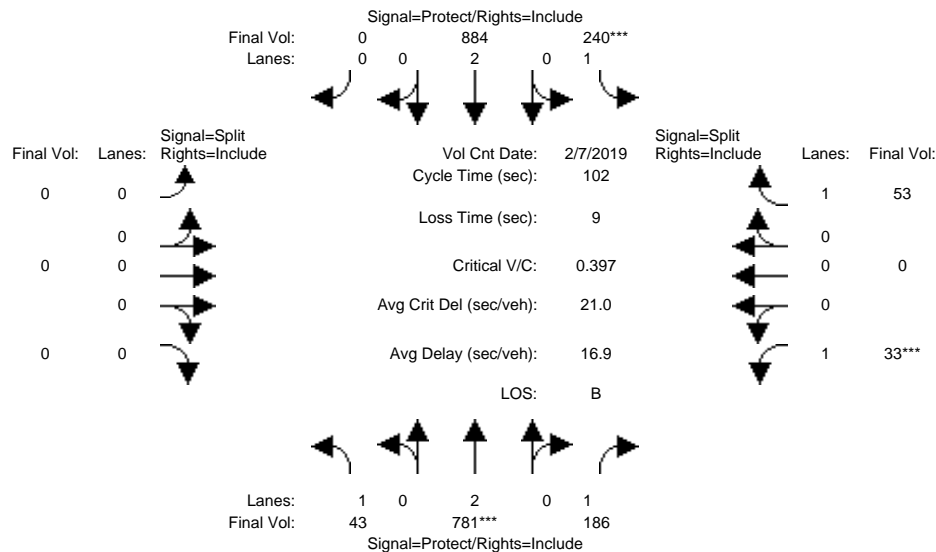 Signal=Protect/Rights=Include
Final Vol: 0 884 240***
Lanes: 0 0 2 0 1
Signal=Split
Final Vol: Lanes: Rights=Include
Vol Cnt Date: 2/7/2019
Signal=Split
Rights=Include Lanes: Final Vol:
0 0
Cycle Time (sec): 102
1 53
Loss Time (sec): 9
0
0
0 0
Critical V/C: 0.397
0 0
0
Avg Crit Del (sec/veh): 21.0
0
0 0
Avg Delay (sec/veh): 16.9
1 33***
LOS: B
Lanes: 1 0 2 0 1
Final Vol: 43 781*** 186
Signal=Protect/Rights=Include